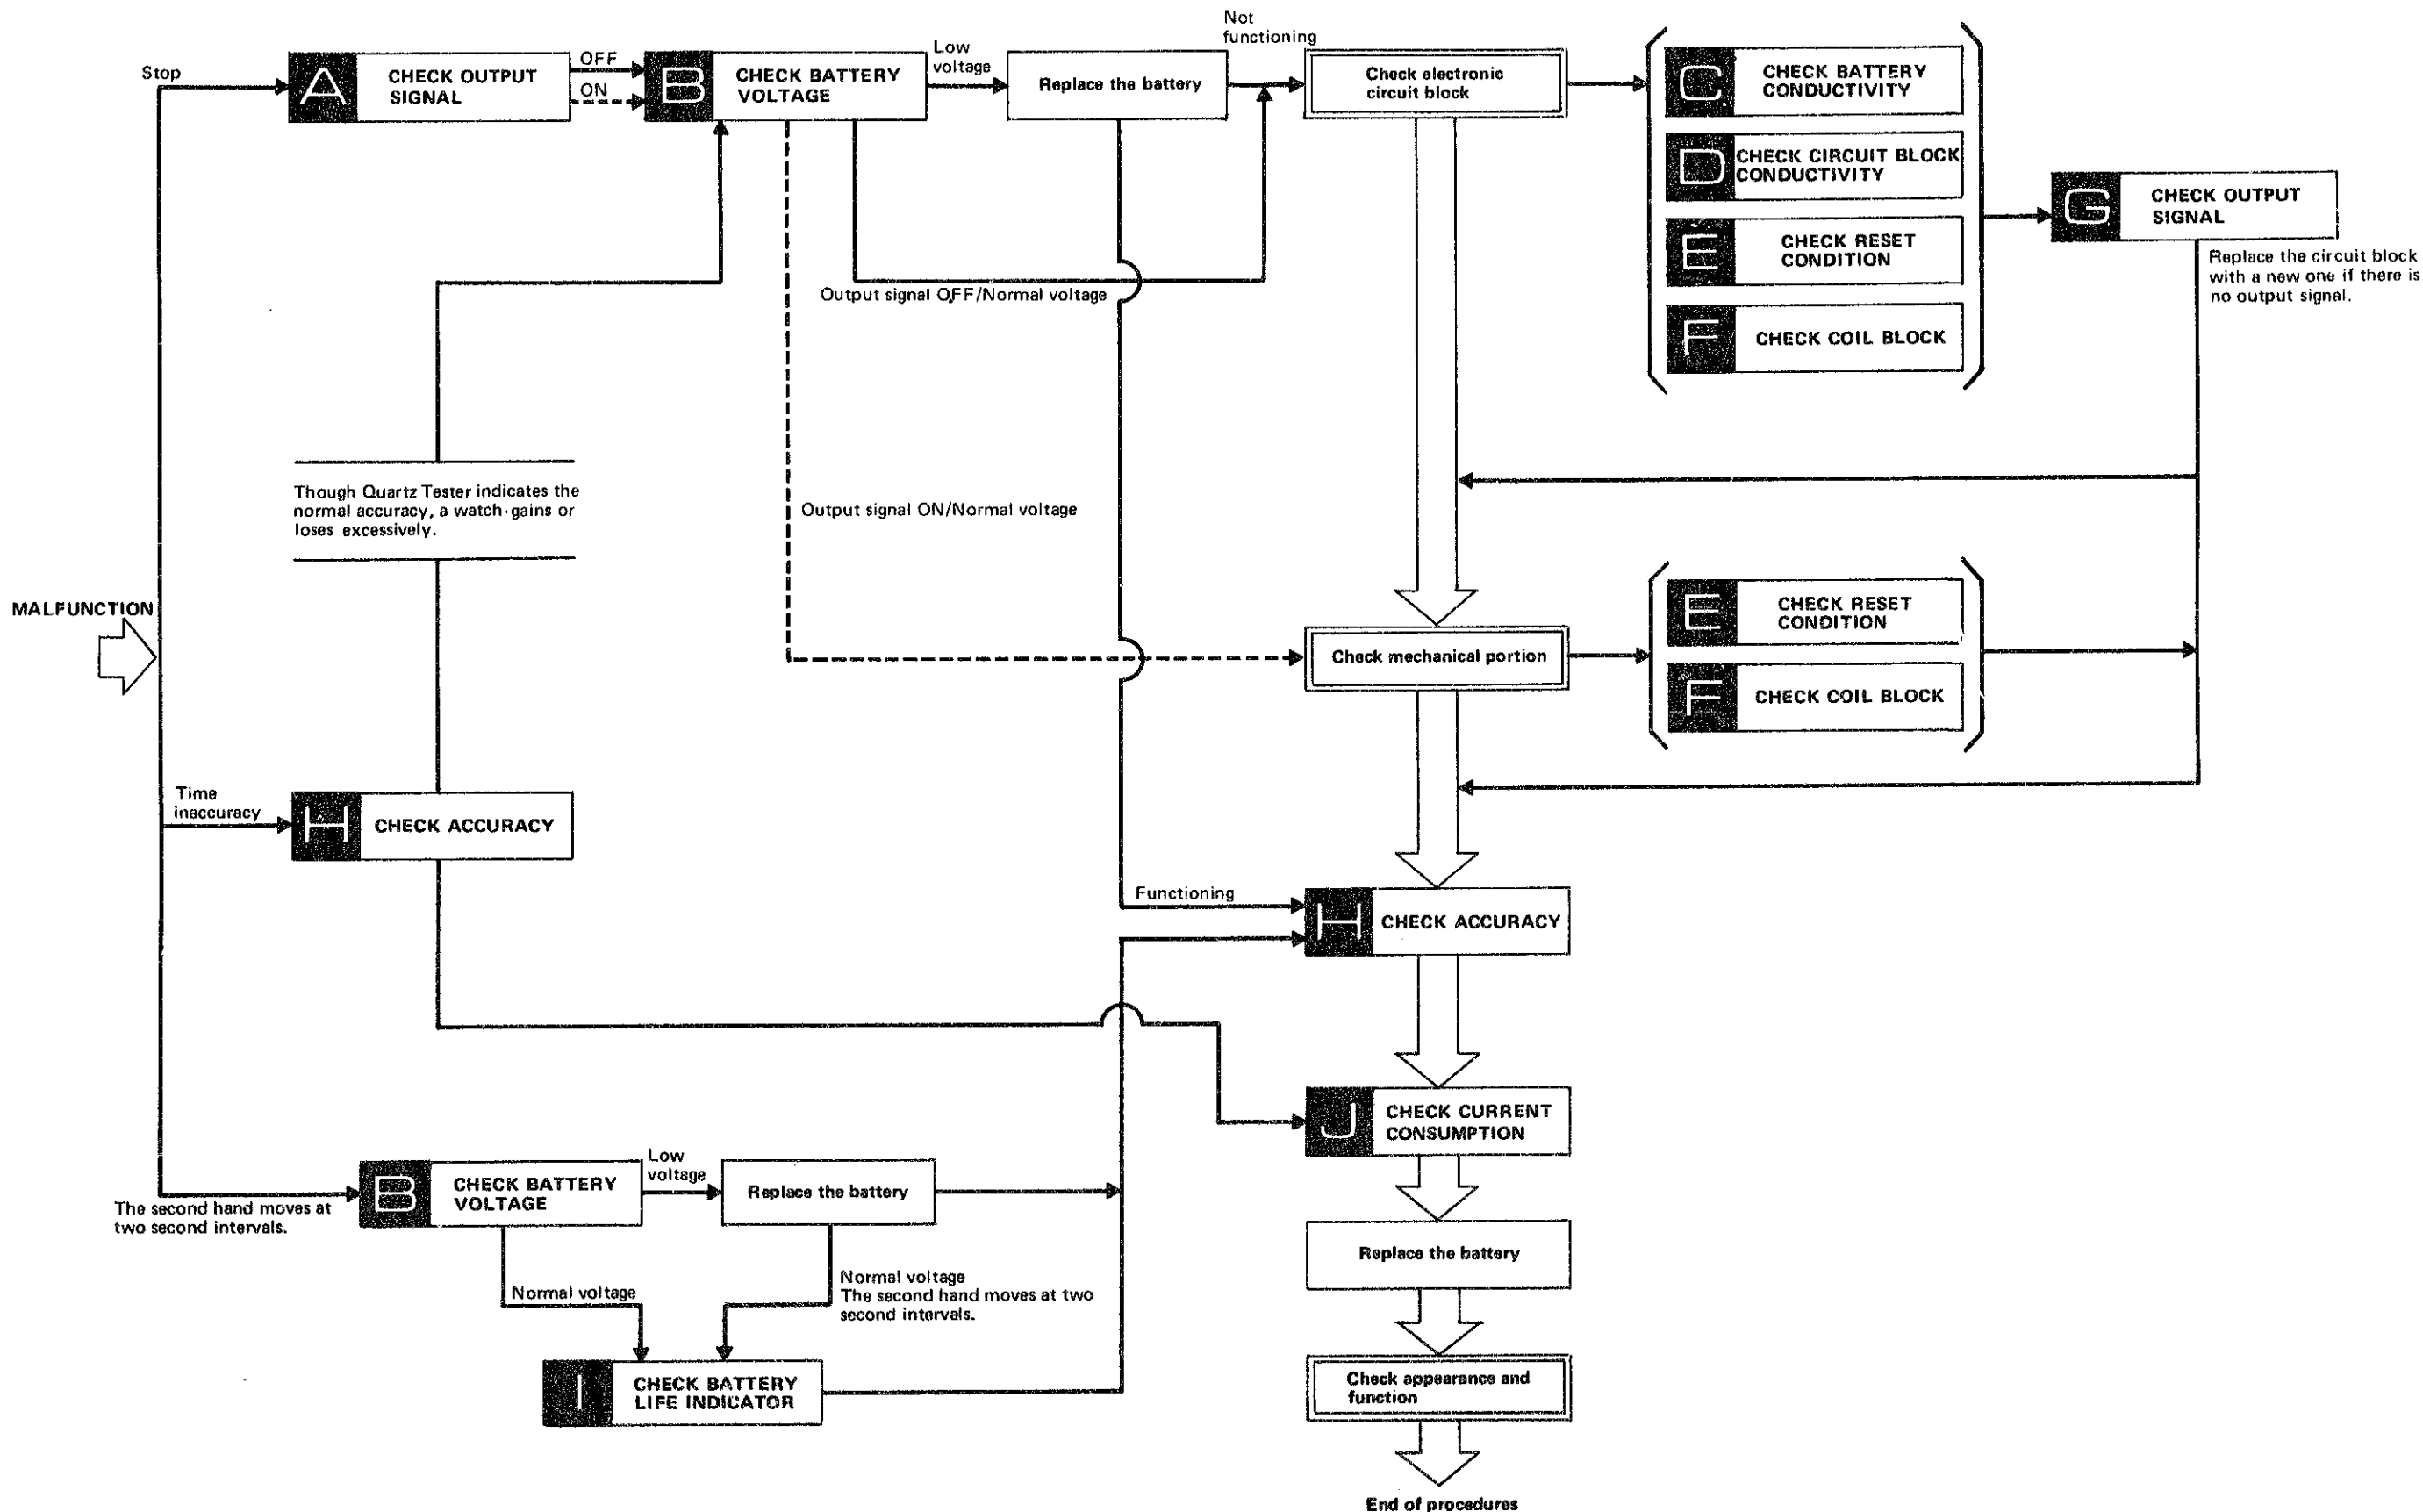 Stop
A
CHECK OUTPUT
SIGNAL
OFF
ON
B
CHECK BATTERY
VOLTAGE
Low
voltage
Replace the battery
Not
functioning
Check electronic
circuit block
C
CHECK BATTERY
CONDUCTIVITY
D
CHECK CIRCUIT BLOCK
CONDUCTIVITY
E
CHECK RESET
CONDITION
F
CHECK COIL BLOCK
G
CHECK OUTPUT
SIGNAL
Replace the circuit block
with a new one if there is
no output signal.
Output signal OFF/Normal voltage
Though Quartz Tester indicates the
normal accuracy, a watch gains or
loses excessively.
Output signal ON/Normal voltage
MALFUNCTION
Check mechanical portion
E
CHECK RESET
CONDITION
F
CHECK COIL BLOCK
Time
inaccuracy
H
CHECK ACCURACY
Functioning
H
CHECK ACCURACY
J
CHECK CURRENT
CONSUMPTION
The second hand moves at
two second intervals.
B
CHECK BATTERY
VOLTAGE
Low
voltage
Replace the battery
Normal voltage
Normal voltage
The second hand moves at two
second intervals.
I
CHECK BATTERY
LIFE INDICATOR
Replace the battery
Check appearance and
function
End of procedures